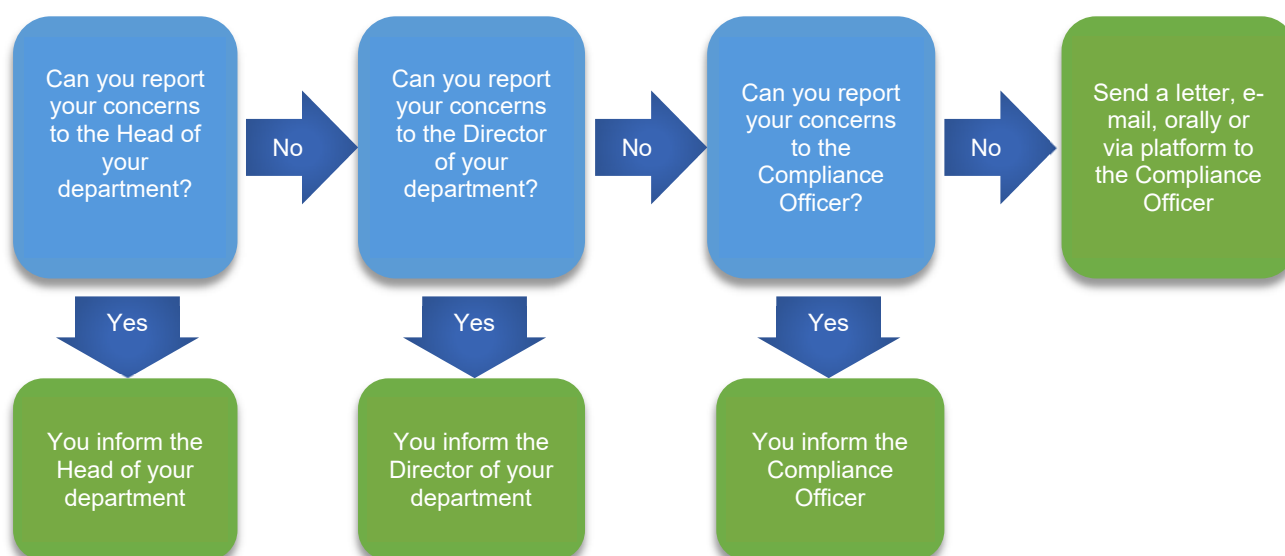 Can you report
your concerns
to the Head of
your
department?
No
Can you report
your concerns
to the Director
of your
department?
No
Can you report
your concerns
to the
Compliance
Officer?
No
Send a letter, e-
mail, orally or
via platform to
the Compliance
Officer
Yes
Yes
Yes
You inform the
Head of your
department
You inform the
Director of your
department
You inform the
Compliance
Officer